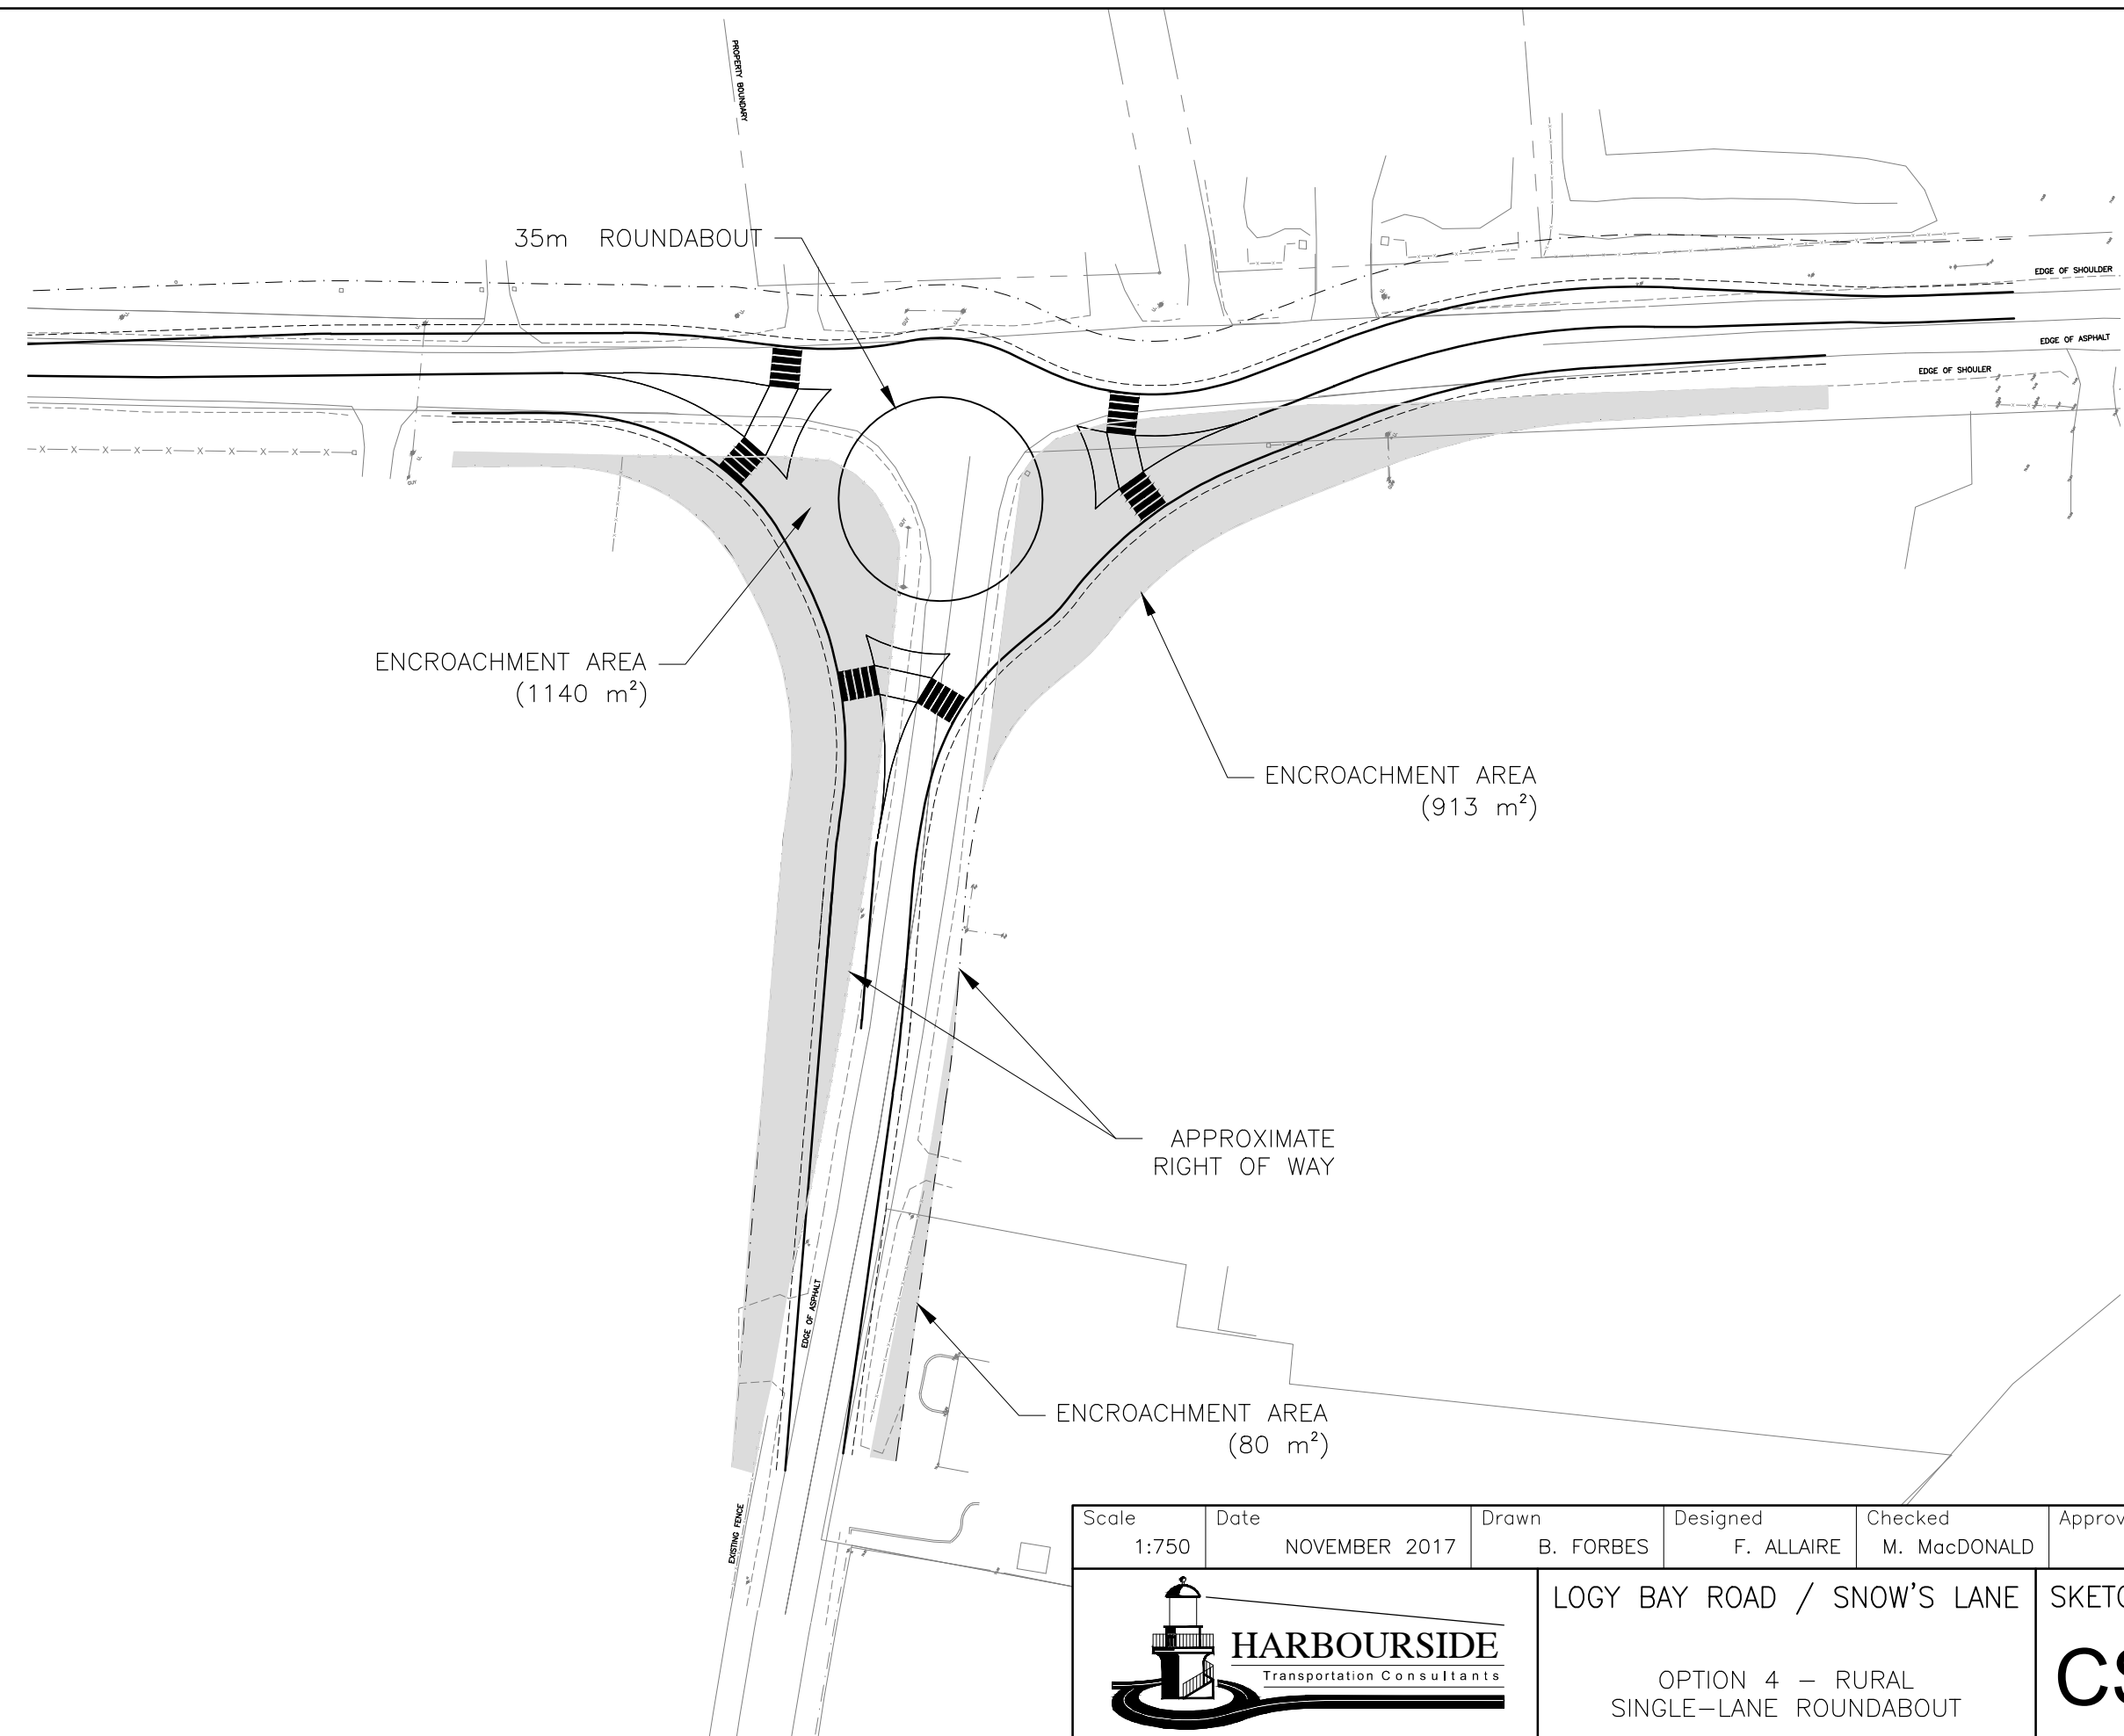 PROPERTY BOUNDARY
35m ROUNDABOUT
EDGE OF SHOULDER
EDGE OF ASPHALT
EDGE OF SHOULER
GUY
GUY
GUY
ENCROACHMENT AREA
(1140 m²)
ENCROACHMENT AREA
(913 m²)
APPROXIMATE
RIGHT OF WAY
EDGE OF ASPHALT
ENCROACHMENT AREA
(80 m²)
EXISTING FENCE
Scale
1:750
Date
NOVEMBER 2017
Drawn
B. FORBES
Designed
F. ALLAIRE
Checked
M. MacDONALD
HARBOURSIDE
Transportation Consultants
LOGY BAY ROAD / SNOW'S LANE
OPTION 4 – RURAL
SINGLE–LANE ROUNDABOUT